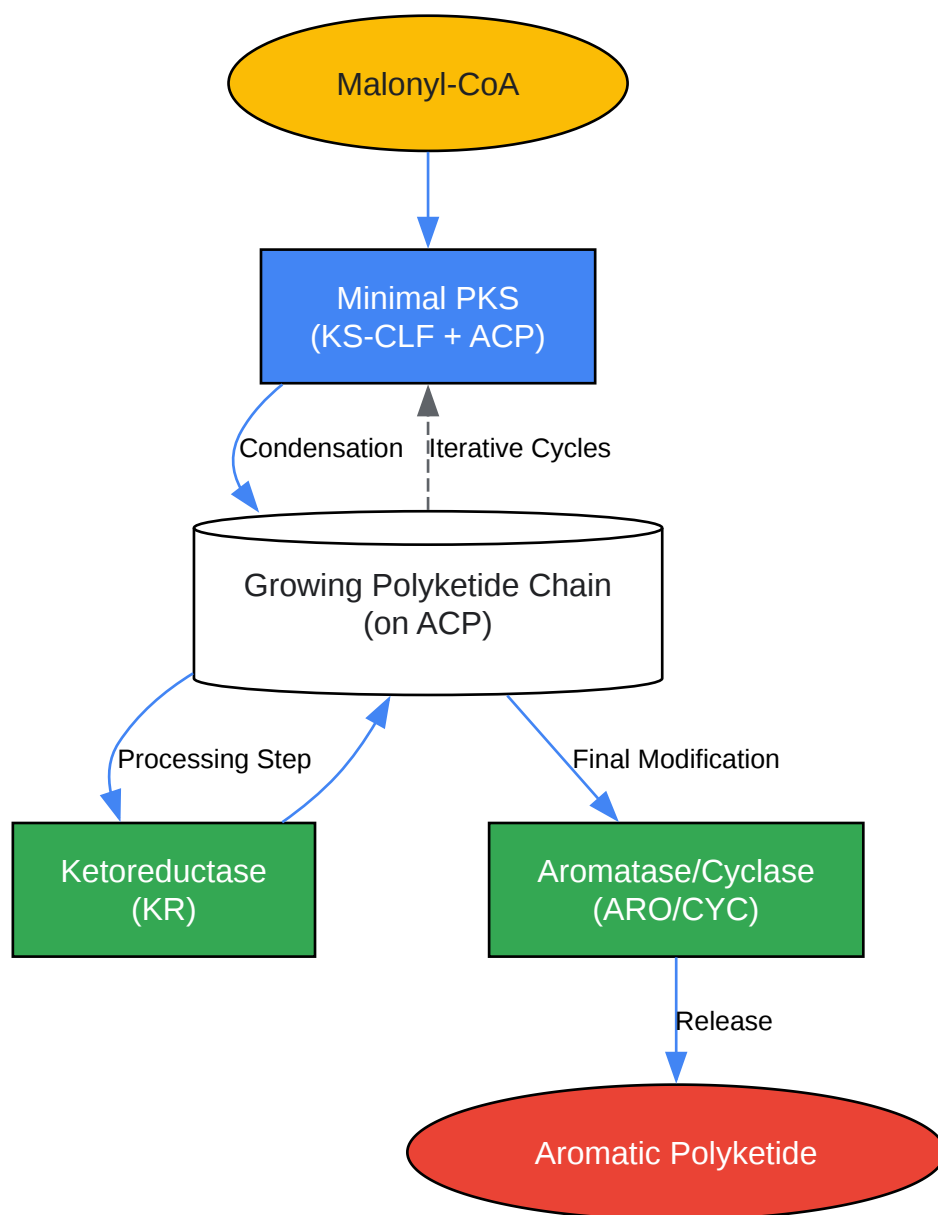 Malonyl-CoA
Minimal PKS
(KS-CLF + ACP)
Condensation
Iterative Cycles
Growing Polyketide Chain
(on ACP)
Processing Step
Final Modification
Ketoreductase
(KR)
Aromatase/Cyclase
(ARO/CYC)
Release
Aromatic Polyketide